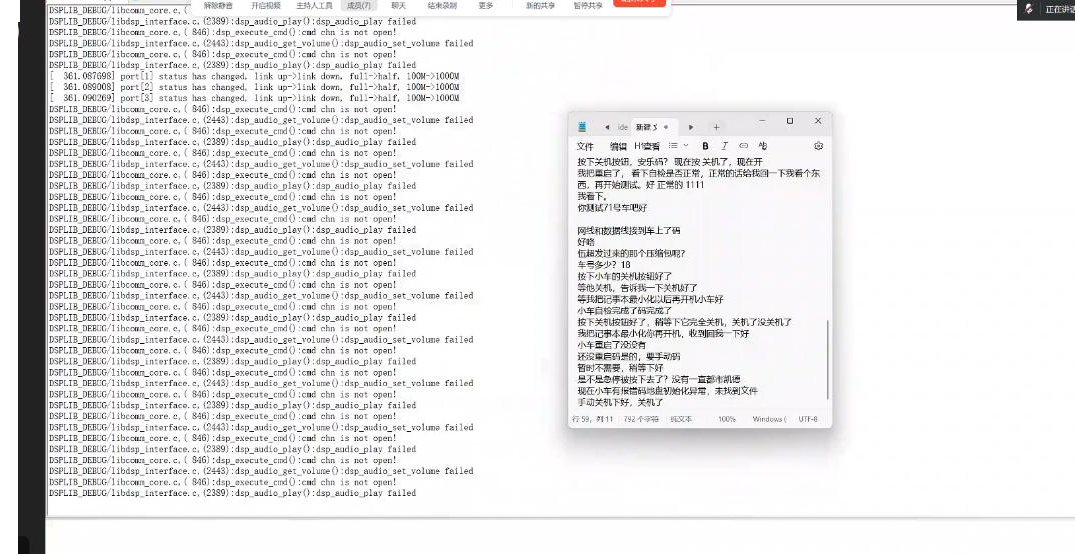 解除静音 开启视频 主持人工具 成员(7) 聊天 结束录制 更多 新的共享 暂停共享
正在讲话
DSPLIB_DEBUG/libcomm_core.c,( 846):dsp_execute_cmd():cmd chn is not open!
DSPLIB_DEBUG/libdsp_interface.c,(2389):dsp_audio_play():dsp_audio_play failed
DSPLIB_DEBUG/libcomm_core.c,( 846):dsp_execute_cmd():cmd chn is not open!
DSPLIB_DEBUG/libdsp_interface.c,(2443):dsp_audio_get_volume():dsp_audio_set_volume failed
DSPLIB_DEBUG/libcomm_core.c,( 846):dsp_execute_cmd():cmd chn is not open!
DSPLIB_DEBUG/libdsp_interface.c,(2389):dsp_audio_play():dsp_audio_play failed
[  361.087698] port[1] status has changed, link up->link down, full->half, 100M->1000M
[  361.089008] port[2] status has changed, link up->link down, full->half, 100M->1000M
[  361.090269] port[3] status has changed, link up->link down, full->half, 100M->1000M
DSPLIB_DEBUG/libcomm_core.c,( 846):dsp_execute_cmd():cmd chn is not open!
DSPLIB_DEBUG/libdsp_interface.c,(2443):dsp_audio_get_volume():dsp_audio_set_volume failed
DSPLIB_DEBUG/libcomm_core.c,( 846):dsp_execute_cmd():cmd chn is not open!
DSPLIB_DEBUG/libdsp_interface.c,(2389):dsp_audio_play():dsp_audio_play failed
DSPLIB_DEBUG/libcomm_core.c,( 846):dsp_execute_cmd():cmd chn is not open!
DSPLIB_DEBUG/libdsp_interface.c,(2443):dsp_audio_get_volume():dsp_audio_set_volume failed
DSPLIB_DEBUG/libcomm_core.c,( 846):dsp_execute_cmd():cmd chn is not open!
DSPLIB_DEBUG/libdsp_interface.c,(2389):dsp_audio_play():dsp_audio_play failed
DSPLIB_DEBUG/libcomm_core.c,( 846):dsp_execute_cmd():cmd chn is not open!
DSPLIB_DEBUG/libdsp_interface.c,(2443):dsp_audio_get_volume():dsp_audio_set_volume failed
DSPLIB_DEBUG/libcomm_core.c,( 846):dsp_execute_cmd():cmd chn is not open!
DSPLIB_DEBUG/libdsp_interface.c,(2389):dsp_audio_play():dsp_audio_play failed
DSPLIB_DEBUG/libcomm_core.c,( 846):dsp_execute_cmd():cmd chn is not open!
DSPLIB_DEBUG/libdsp_interface.c,(2443):dsp_audio_get_volume():dsp_audio_set_volume failed
DSPLIB_DEBUG/libcomm_core.c,( 846):dsp_execute_cmd():cmd chn is not open!
DSPLIB_DEBUG/libdsp_interface.c,(2389):dsp_audio_play():dsp_audio_play failed
DSPLIB_DEBUG/libcomm_core.c,( 846):dsp_execute_cmd():cmd chn is not open!
DSPLIB_DEBUG/libdsp_interface.c,(2443):dsp_audio_get_volume():dsp_audio_set_volume failed
DSPLIB_DEBUG/libcomm_core.c,( 846):dsp_execute_cmd():cmd chn is not open!
DSPLIB_DEBUG/libdsp_interface.c,(2389):dsp_audio_play():dsp_audio_play failed
DSPLIB_DEBUG/libcomm_core.c,( 846):dsp_execute_cmd():cmd chn is not open!
DSPLIB_DEBUG/libdsp_interface.c,(2443):dsp_audio_get_volume():dsp_audio_set_volume failed
DSPLIB_DEBUG/libcomm_core.c,( 846):dsp_execute_cmd():cmd chn is not open!
DSPLIB_DEBUG/libdsp_interface.c,(2389):dsp_audio_play():dsp_audio_play failed
DSPLIB_DEBUG/libcomm_core.c,( 846):dsp_execute_cmd():cmd chn is not open!
DSPLIB_DEBUG/libdsp_interface.c,(2443):dsp_audio_get_volume():dsp_audio_set_volume failed
DSPLIB_DEBUG/libcomm_core.c,( 846):dsp_execute_cmd():cmd chn is not open!
DSPLIB_DEBUG/libdsp_interface.c,(2389):dsp_audio_play():dsp_audio_play failed
DSPLIB_DEBUG/libcomm_core.c,( 846):dsp_execute_cmd():cmd chn is not open!
DSPLIB_DEBUG/libdsp_interface.c,(2443):dsp_audio_get_volume():dsp_audio_set_volume failed
DSPLIB_DEBUG/libcomm_core.c,( 846):dsp_execute_cmd():cmd chn is not open!
DSPLIB_DEBUG/libdsp_interface.c,(2389):dsp_audio_play():dsp_audio_play failed
DSPLIB_DEBUG/libcomm_core.c,( 846):dsp_execute_cmd():cmd chn is not open!
DSPLIB_DEBUG/libdsp_interface.c,(2443):dsp_audio_get_volume():dsp_audio_set_volume failed
DSPLIB_DEBUG/libcomm_core.c,( 846):dsp_execute_cmd():cmd chn is not open!
DSPLIB_DEBUG/libdsp_interface.c,(2389):dsp_audio_play():dsp_audio_play failed
ide 新建
文件 编辑 H1查看 B I
按下关机按钮，安乐码？ 现在按 关机了，现在开
我把重启了， 看下自检是否正常，正常的话给我回一下我看个东
西，再开始测试。好 正常的 1111
我看下。
你测试71号车吧好
网线和数据线接到车上了码
好咯
伍超发过来的那个压缩包呢？
车号多少？18
按下小车的关机按钮好了
等他关机，告诉我一下关机好了
等我把记事本最小化以后再开机小车好
小车自检完成了码完成了
按下关机按钮好了，稍等下它完全关机，关机了没关机了
我把记事本最小化你再开机，收到回我一下好
小车重启了没没有
还没重启码是的，要手动码
暂时不需要，稍等下好
是不是急停被按下去了？没有一直都市凯德
现在小车有报错码地盘初始化异常，未找到文件
手动关机下好，关机了
行 59，列 11 792 个字符 纯文本 100% Windows ( UTF-8